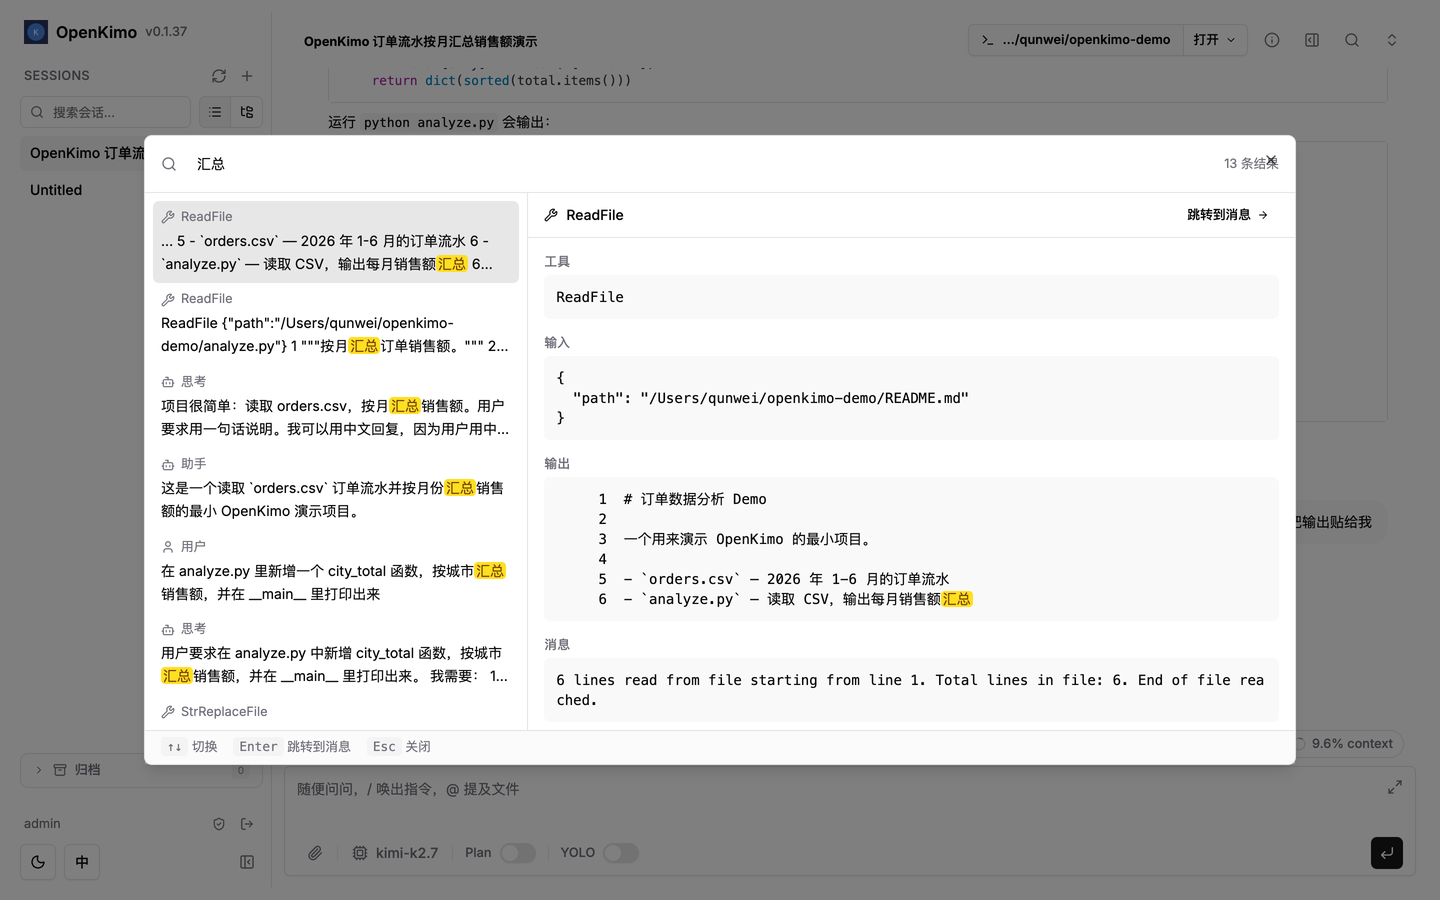 OpenKimo v0.1.37
SESSIONS
搜索会话...
OpenKimo 订单流
Untitled
归档 0
admin
中
OpenKimo 订单流水按月汇总销售额演示
.../qunwei/openkimo-demo 打开
return dict(sorted(total.items()))
运行 python analyze.py 会输出：
汇总
13 条结果
ReadFile
... 5 - `orders.csv` — 2026 年 1-6 月的订单流水 6 -
`analyze.py` — 读取 CSV，输出每月销售额汇总 6...
ReadFile
ReadFile {"path":"/Users/qunwei/openkimo-
demo/analyze.py"} 1 """按月汇总订单销售额。""" 2...
思考
项目很简单：读取 orders.csv，按月汇总销售额。用户
要求用一句话说明。我可以用中文回复，因为用户用中...
助手
这是一个读取 `orders.csv` 订单流水并按月份汇总销售
额的最小 OpenKimo 演示项目。
用户
在 analyze.py 里新增一个 city_total 函数，按城市汇总
销售额，并在 __main__ 里打印出来
思考
用户要求在 analyze.py 中新增 city_total 函数，按城市
汇总销售额，并在 __main__ 里打印出来。 我需要： 1...
StrReplaceFile
ReadFile
跳转到消息 →
工具
ReadFile
输入
{
"path": "/Users/qunwei/openkimo-demo/README.md"
}
输出
1 # 订单数据分析 Demo
2
3 一个用来演示 OpenKimo 的最小项目。
4
5 - `orders.csv` — 2026 年 1-6 月的订单流水
6 - `analyze.py` — 读取 CSV，输出每月销售额汇总
消息
6 lines read from file starting from line 1. Total lines in file: 6. End of file rea
ched.
↑↓ 切换 Enter 跳转到消息 Esc 关闭
把输出贴给我
9.6% context
随便问问，/ 唤出指令，@ 提及文件
kimi-k2.7 Plan YOLO